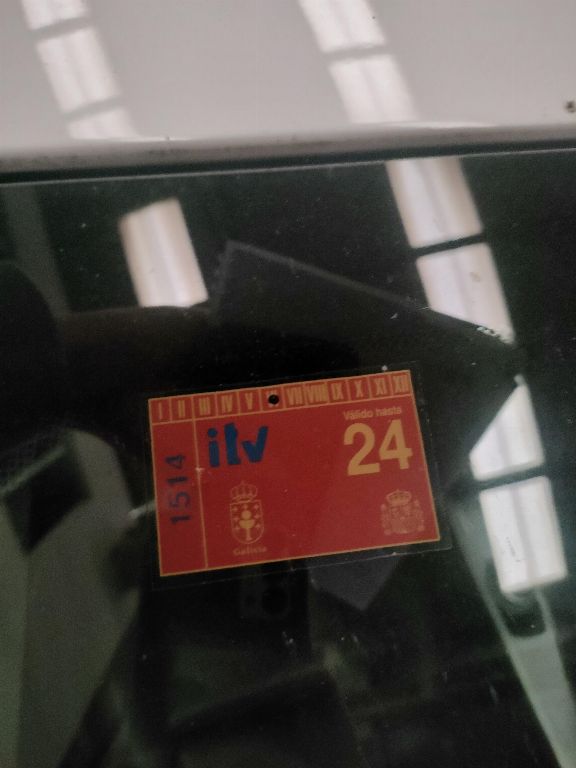 I II III IV V VI VII VIII IX X XI XII
Válido hasta
itv
24
1514
Galicia